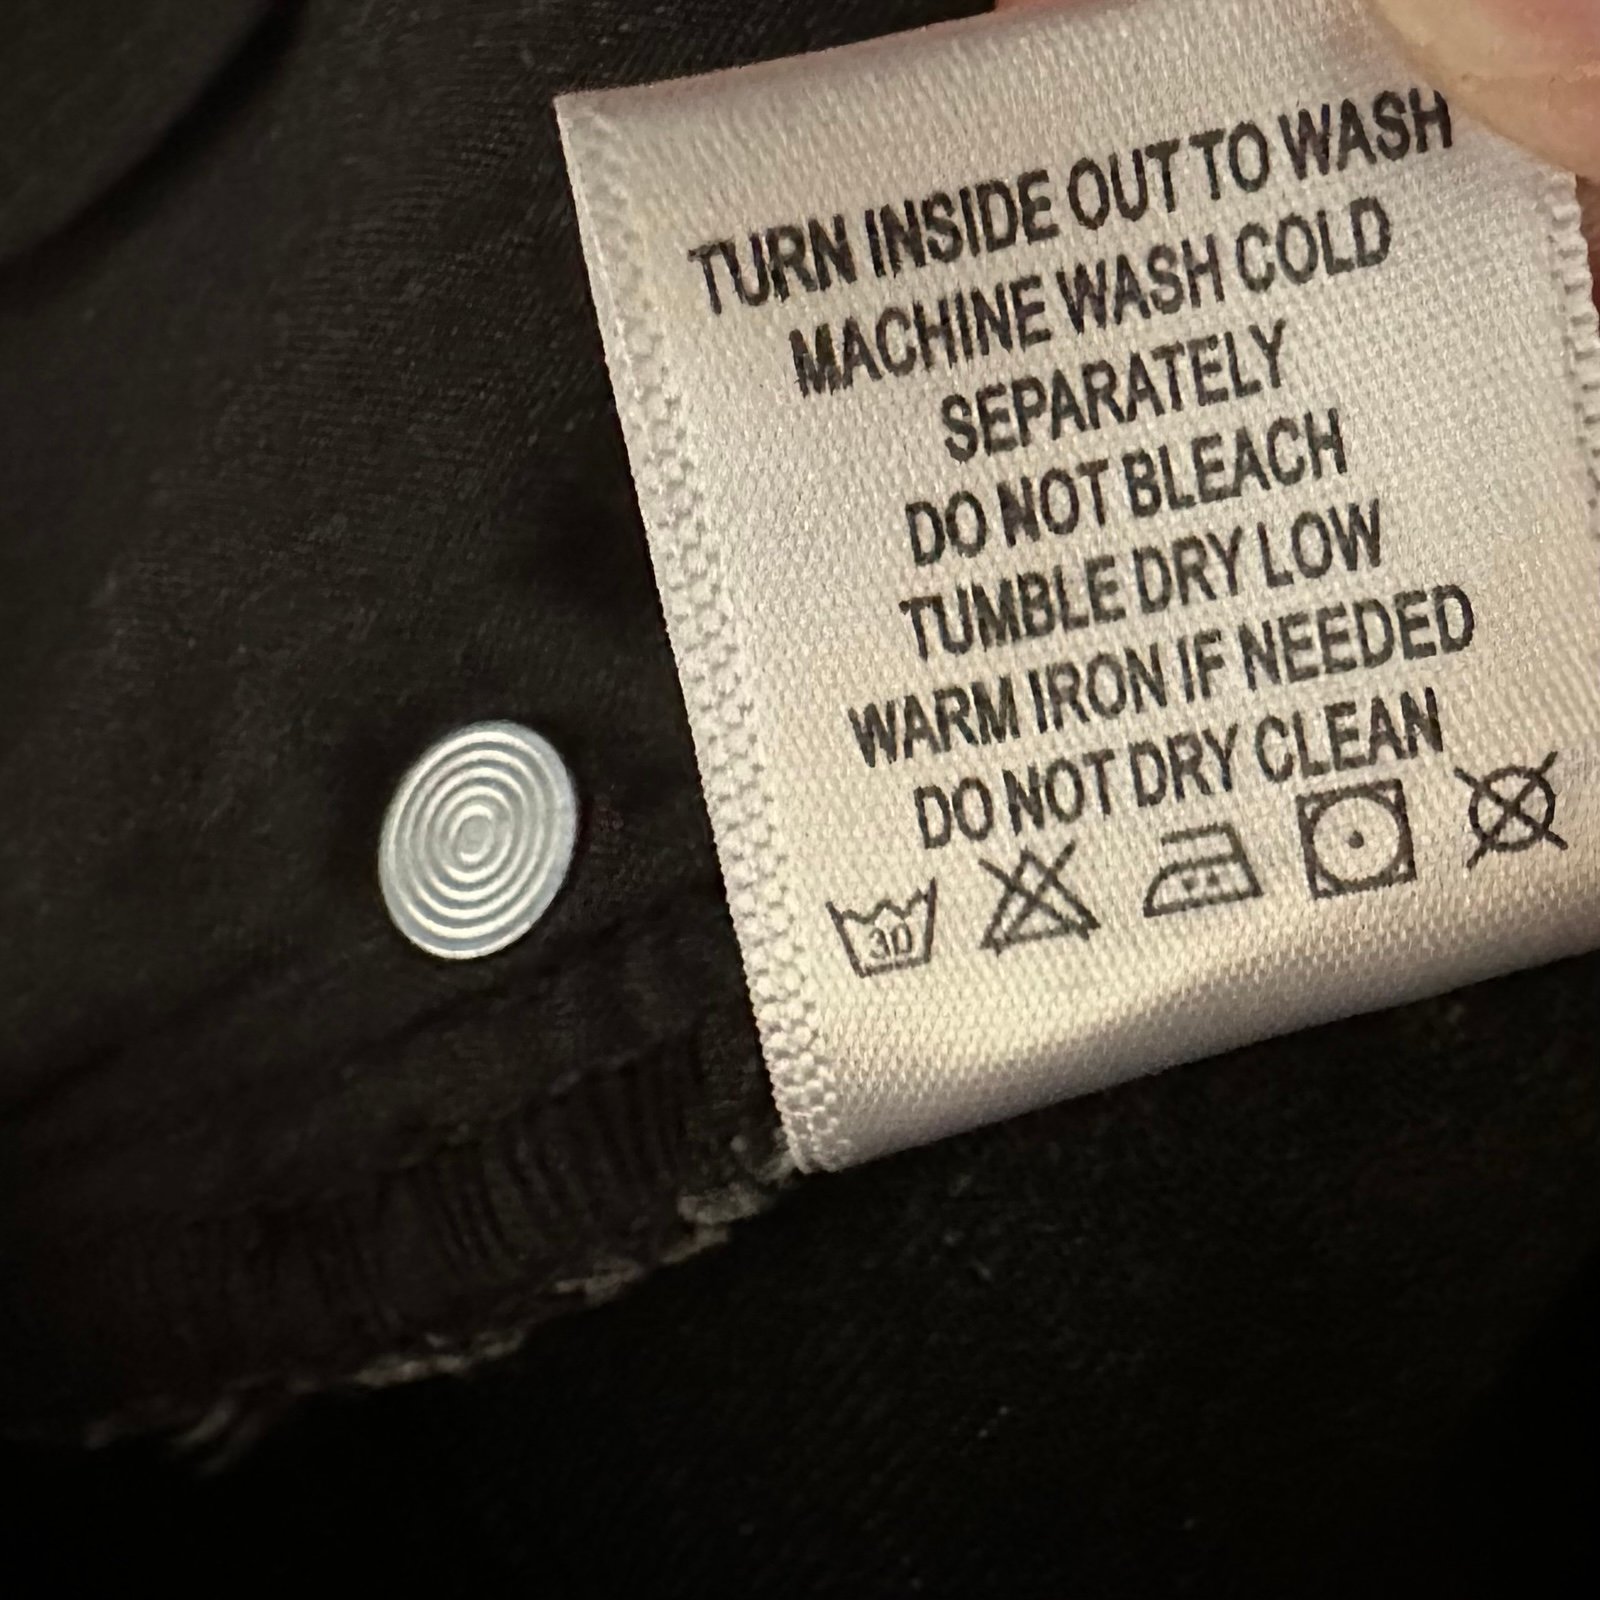 TURN INSIDE OUT TO WASH
MACHINE WASH COLD
SEPARATELY
DO NOT BLEACH
TUMBLE DRY LOW
WARM IRON IF NEEDED
DO NOT DRY CLEAN
30